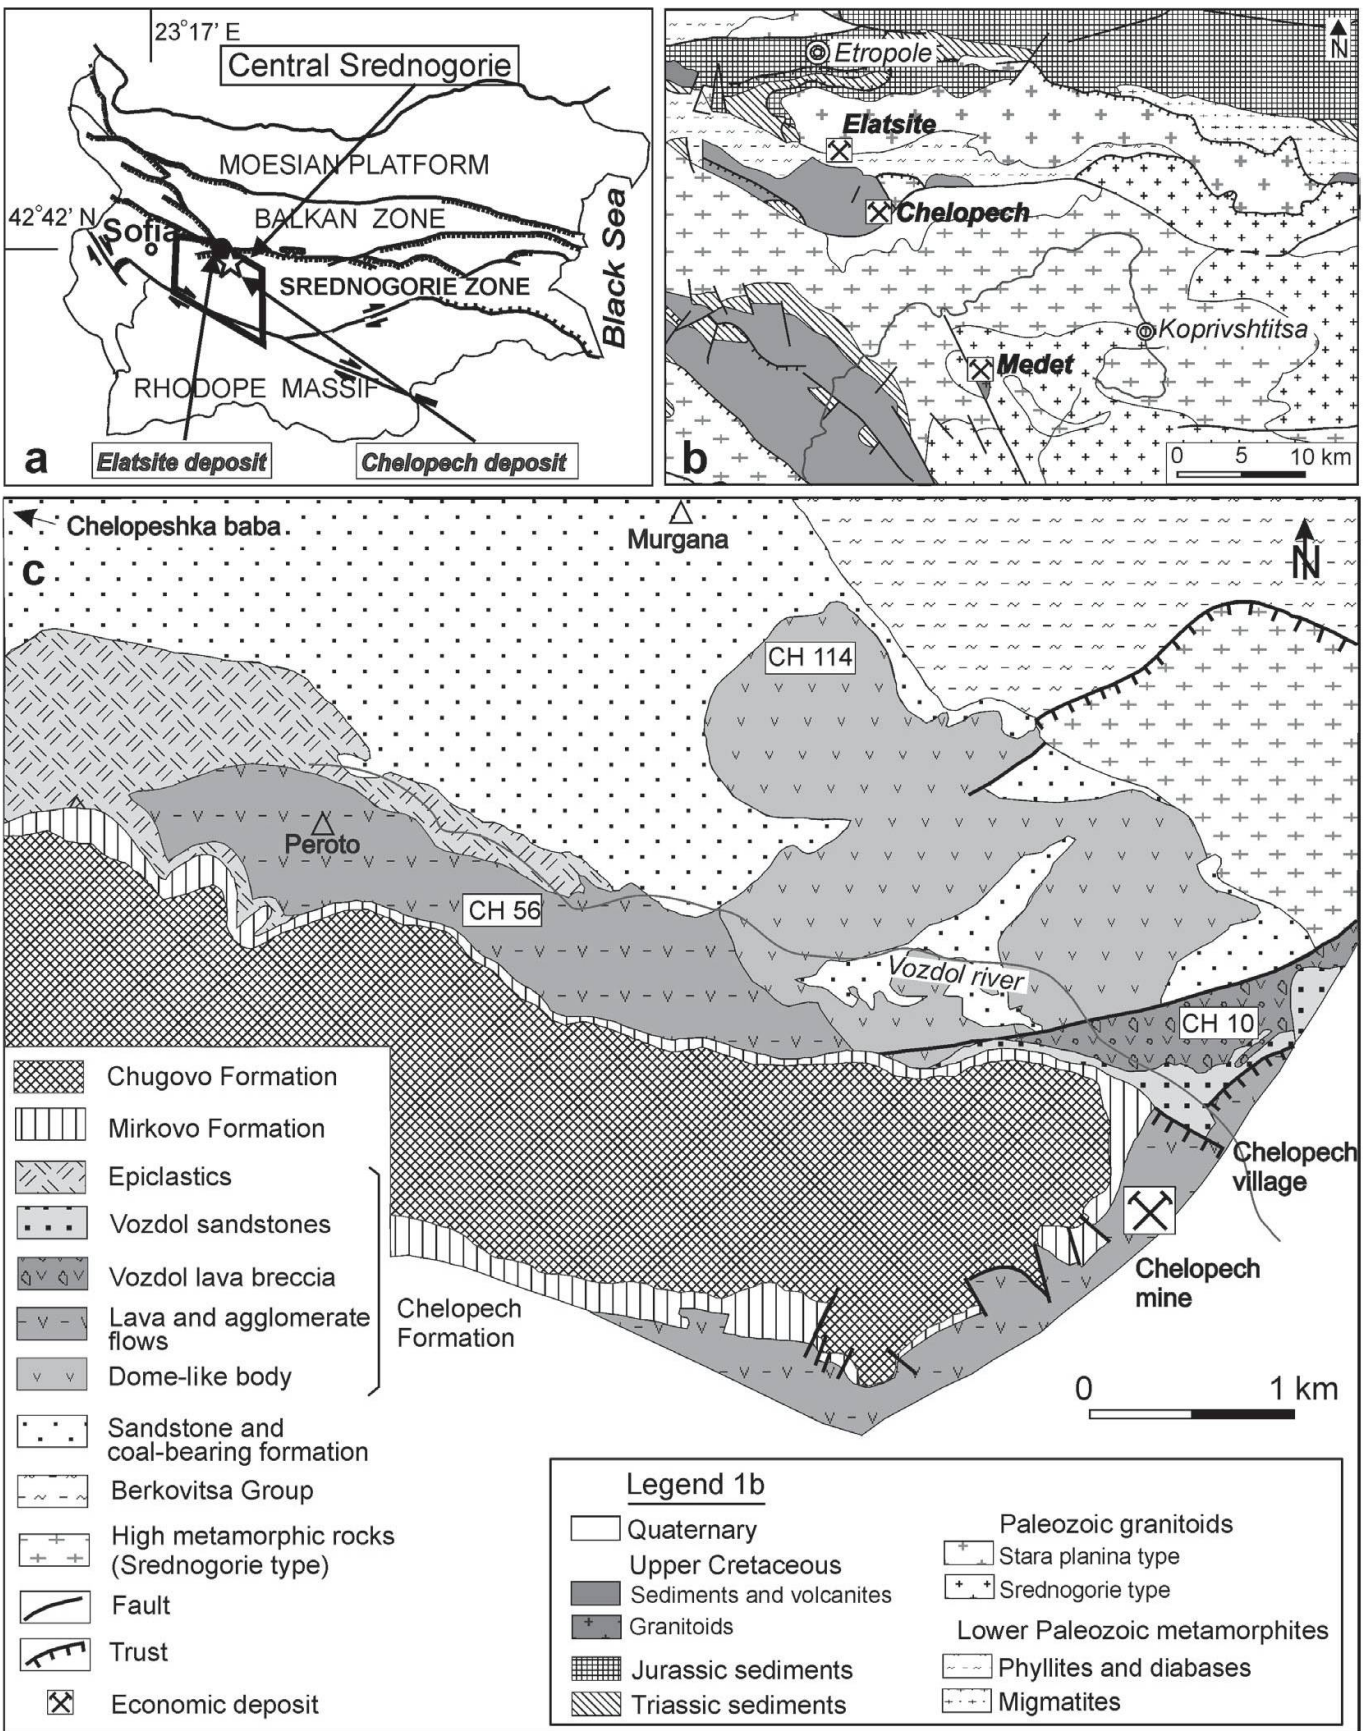 23°17' E
Central Srednogorie
MOESIAN PLATFORM
42°42' N
Sofia
BALKAN ZONE
SREDNOGORIE ZONE
Black Sea
RHODOPE MASSIF
a
Elatsite deposit
Chelopech deposit
N
Etropole
Elatsite
Chelopech
Koprivshtitsa
Medet
b
0 5 10 km
Chelopeshka baba
c
Murgana
N
CH 114
Peroto
CH 56
Vozdol river
CH 10
Chelopech
village
Chelopech
mine
0 1 km
Chugovo Formation
Mirkovo Formation
Epiclastics
Vozdol sandstones
Vozdol lava breccia
Lava and agglomerate
flows
Dome-like body
Chelopech
Formation
Sandstone and
coal-bearing formation
Berkovitsa Group
High metamorphic rocks
(Srednogorie type)
Fault
Trust
Economic deposit
Legend 1b
Quaternary
Upper Cretaceous
Sediments and volcanites
Granitoids
Jurassic sediments
Triassic sediments
Paleozoic granitoids
Stara planina type
Srednogorie type
Lower Paleozoic metamorphites
Phyllites and diabases
Migmatites